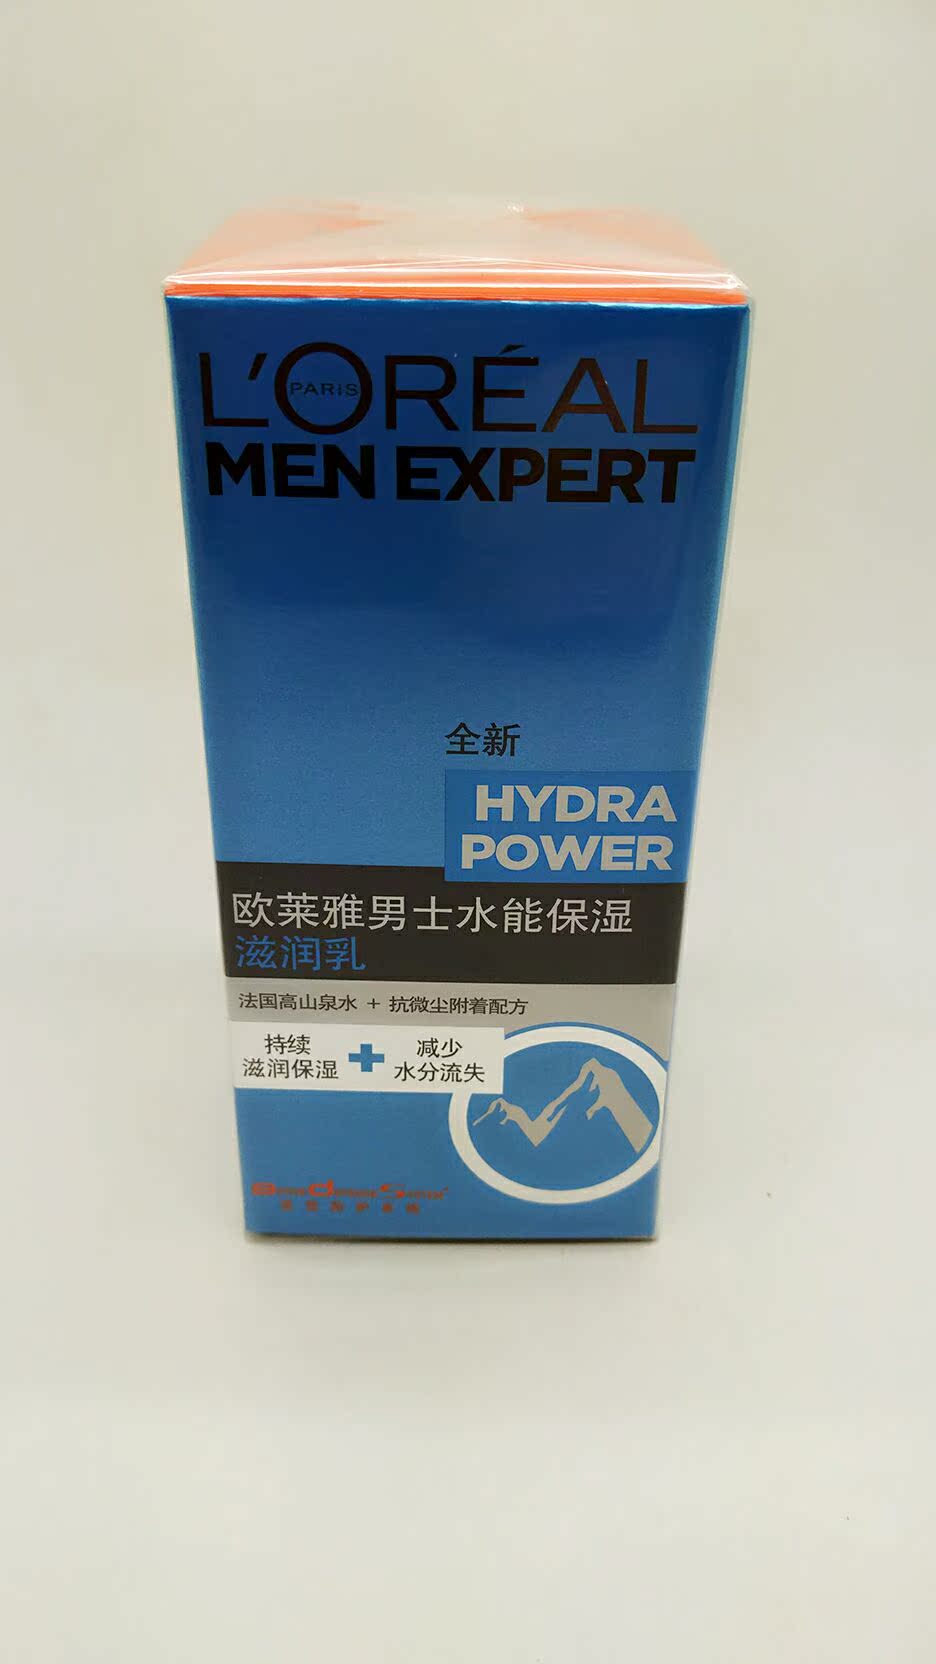 L'ORÉAL
PARIS
MEN EXPERT
全新
HYDRA
POWER
欧莱雅男士水能保湿
滋润乳
法国高山泉水 + 抗微尘附着配方
持续
滋润保湿
+
减少
水分流失